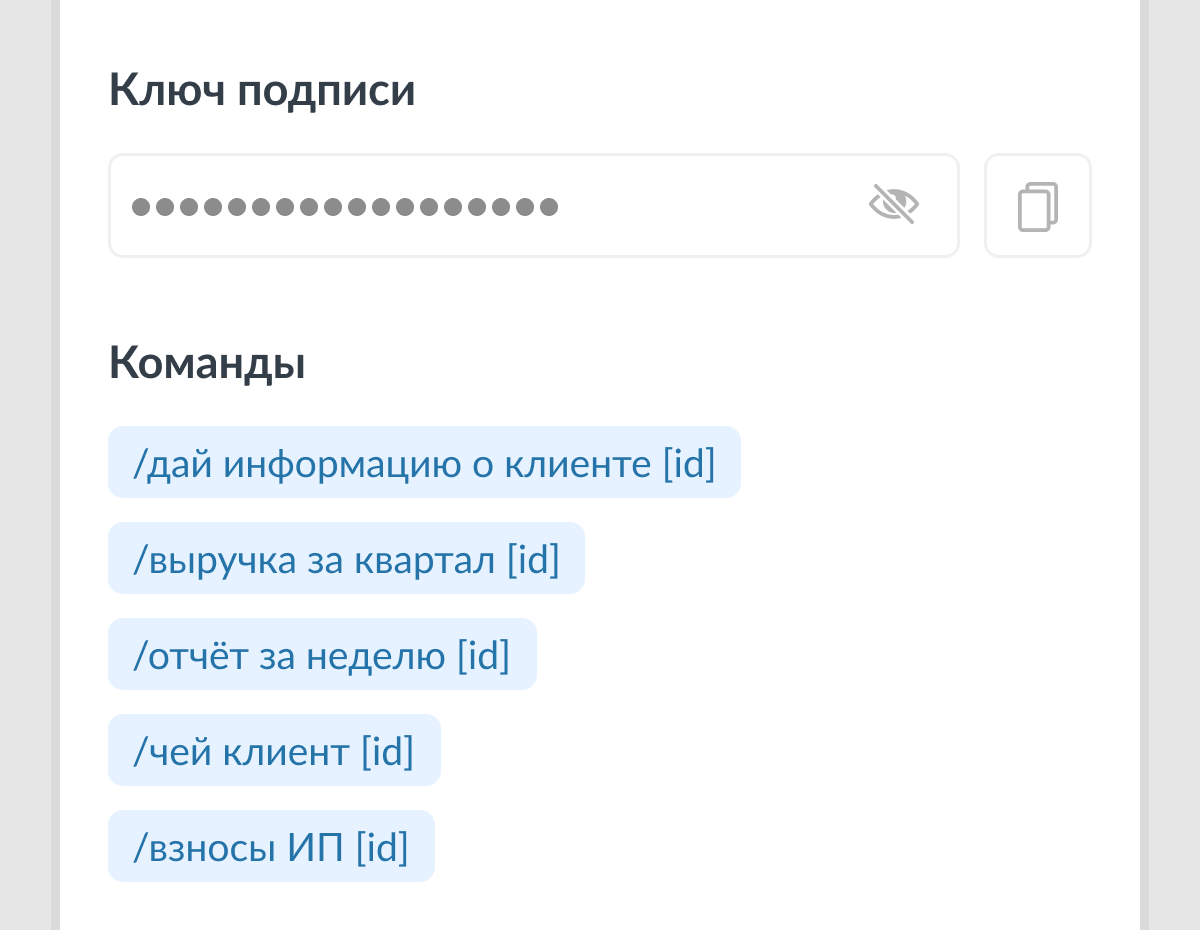 Ключ подписи
••••••••••••••••••
Команды
/дай информацию о клиенте [id]
/выручка за квартал [id]
/отчёт за неделю [id]
/чей клиент [id]
/взносы ИП [id]